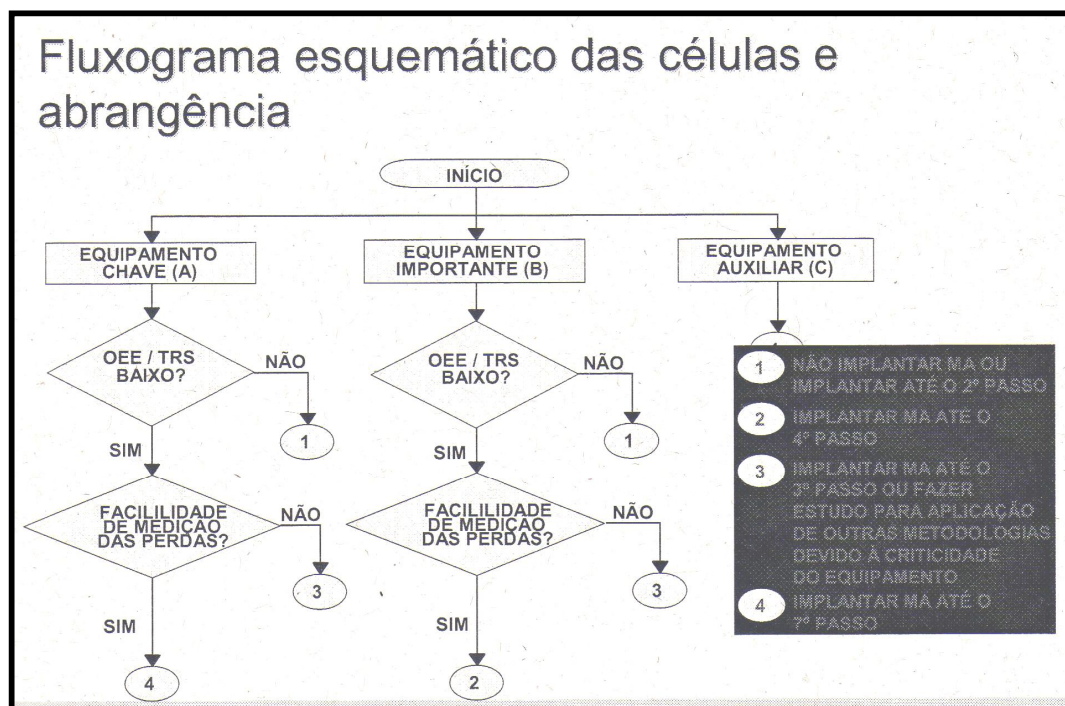 Fluxograma esquemático das células e
abrangência
INÍCIO
EQUIPAMENTO
CHAVE (A)
EQUIPAMENTO
IMPORTANTE (B)
EQUIPAMENTO
AUXILIAR (C)
OEE / TRS
BAIXO?
NÃO
OEE / TRS
BAIXO?
NÃO
1
1
SIM
SIM
FACILILIDADE
DE MEDIÇAO
DAS PERDAS?
NÃO
FACILILIDADE
DE MEDIÇAO
DAS PERDAS?
NÃO
3
3
SIM
SIM
4
2
1 NÃO IMPLANTAR MA OU
IMPLANTAR ATÉ O 2º PASSO
2 IMPLANTAR MA ATÉ O
4º PASSO
3 IMPLANTAR MA ATÉ O
3º PASSO OU FAZER
ESTUDO PARA APLICAÇÃO
DE OUTRAS METODOLOGIAS
DEVIDO À CRITICIDADE
DO EQUIPAMENTO
4 IMPLANTAR MA ATÉ O
7º PASSO